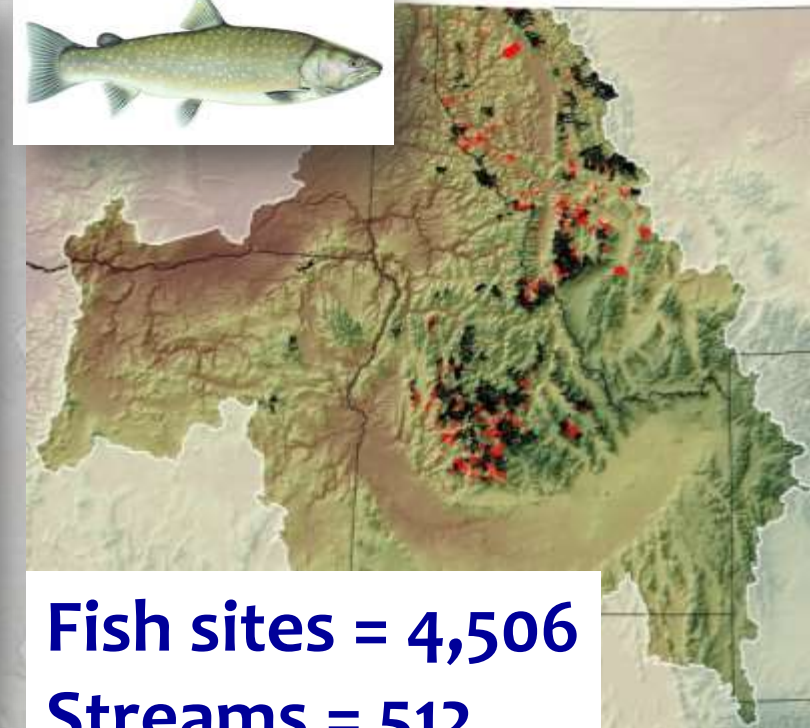 Fish sites = 4,506
Streams = 512